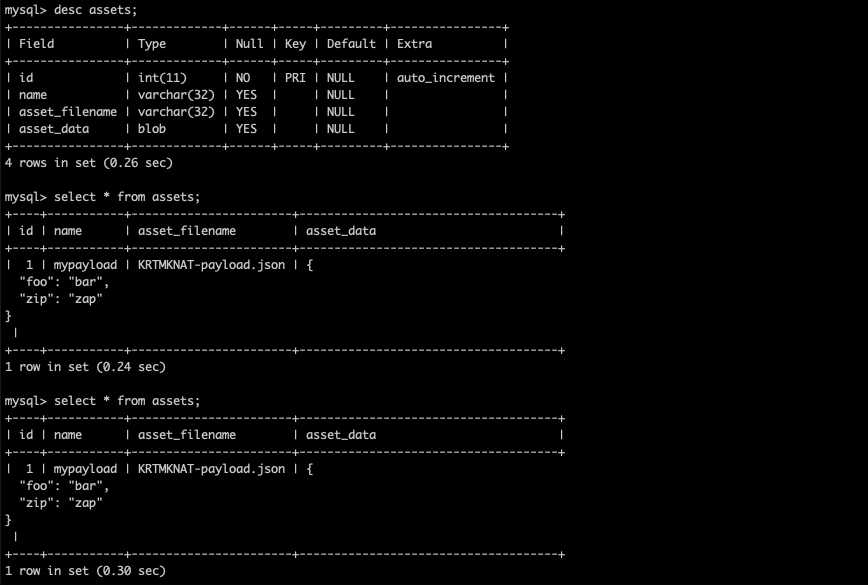 mysql> desc assets;
+----------------+-------------+------+-----+---------+----------------+
| Field          | Type        | Null | Key | Default | Extra          |
+----------------+-------------+------+-----+---------+----------------+
| id             | int(11)     | NO   | PRI | NULL    | auto_increment |
| name           | varchar(32) | YES  |     | NULL    |                |
| asset_filename | varchar(32) | YES  |     | NULL    |                |
| asset_data     | blob        | YES  |     | NULL    |                |
+----------------+-------------+------+-----+---------+----------------+
4 rows in set (0.26 sec)

mysql> select * from assets;
+----+-----------+-----------------------+------------------------------------+
| id | name      | asset_filename        | asset_data                         |
+----+-----------+-----------------------+------------------------------------+
|  1 | mypayload | KRTMKNAT-payload.json | {
  "foo": "bar",
  "zip": "zap"
}
 |
+----+-----------+-----------------------+------------------------------------+
1 row in set (0.24 sec)

mysql> select * from assets;
+----+-----------+-----------------------+------------------------------------+
| id | name      | asset_filename        | asset_data                         |
+----+-----------+-----------------------+------------------------------------+
|  1 | mypayload | KRTMKNAT-payload.json | {
  "foo": "bar",
  "zip": "zap"
}
 |
+----+-----------+-----------------------+------------------------------------+
1 row in set (0.30 sec)